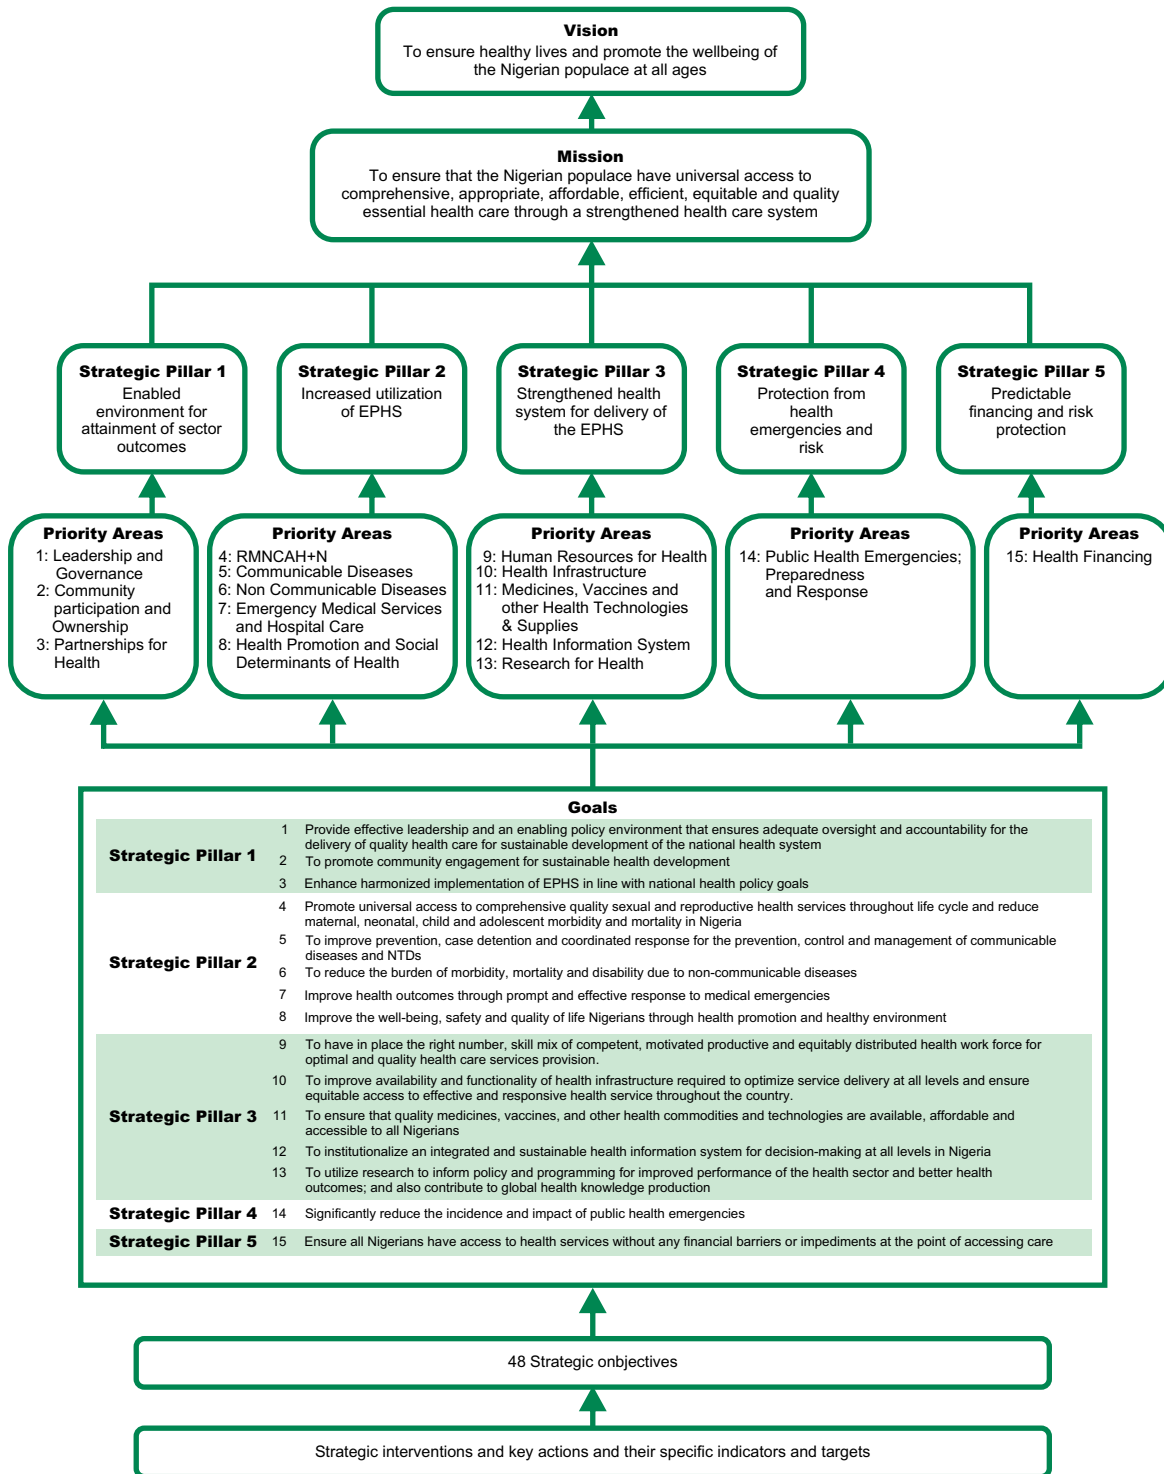 Vision
To ensure healthy lives and promote the wellbeing of
the Nigerian populace at all ages
Mission
To ensure that the Nigerian populace have universal access to
comprehensive, appropriate, affordable, efficient, equitable and quality
essential health care through a strengthened health care system
Strategic Pillar 1
Enabled
environment for
attainment of sector
outcomes
Strategic Pillar 2
Increased utilization
of EPHS
Strategic Pillar 3
Strengthened health
system for delivery of
the EPHS
Strategic Pillar 4
Protection from
health
emergencies and
risk
Strategic Pillar 5
Predictable
financing and risk
protection
Priority Areas
1: Leadership and
Governance
2: Community
participation and
Ownership
3: Partnerships for
Health
Priority Areas
4: RMNCAH+N
5: Communicable Diseases
6: Non Communicable Diseases
7: Emergency Medical Services
and Hospital Care
8: Health Promotion and Social
Determinants of Health
Priority Areas
9: Human Resources for Health
10: Health Infrastructure
11: Medicines, Vaccines and
other Health Technologies
& Supplies
12: Health Information System
13: Research for Health
Priority Areas
14: Public Health Emergencies;
Preparedness
and Response
Priority Areas
15: Health Financing
Goals
Strategic Pillar 1
1 Provide effective leadership and an enabling policy environment that ensures adequate oversight and accountability for the
delivery of quality health care for sustainable development of the national health system
2 To promote community engagement for sustainable health development
3 Enhance harmonized implementation of EPHS in line with national health policy goals
Strategic Pillar 2
4 Promote universal access to comprehensive quality sexual and reproductive health services throughout life cycle and reduce
maternal, neonatal, child and adolescent morbidity and mortality in Nigeria
5 To improve prevention, case detention and coordinated response for the prevention, control and management of communicable
diseases and NTDs
6 To reduce the burden of morbidity, mortality and disability due to non-communicable diseases
7 Improve health outcomes through prompt and effective response to medical emergencies
8 Improve the well-being, safety and quality of life Nigerians through health promotion and healthy environment
Strategic Pillar 3
9 To have in place the right number, skill mix of competent, motivated productive and equitably distributed health work force for
optimal and quality health care services provision.
10 To improve availability and functionality of health infrastructure required to optimize service delivery at all levels and ensure
equitable access to effective and responsive health service throughout the country.
11 To ensure that quality medicines, vaccines, and other health commodities and technologies are available, affordable and
accessible to all Nigerians
12 To institutionalize an integrated and sustainable health information system for decision-making at all levels in Nigeria
13 To utilize research to inform policy and programming for improved performance of the health sector and better health
outcomes; and also contribute to global health knowledge production
Strategic Pillar 4
14 Significantly reduce the incidence and impact of public health emergencies
Strategic Pillar 5
15 Ensure all Nigerians have access to health services without any financial barriers or impediments at the point of accessing care
48 Strategic onbjectives
Strategic interventions and key actions and their specific indicators and targets